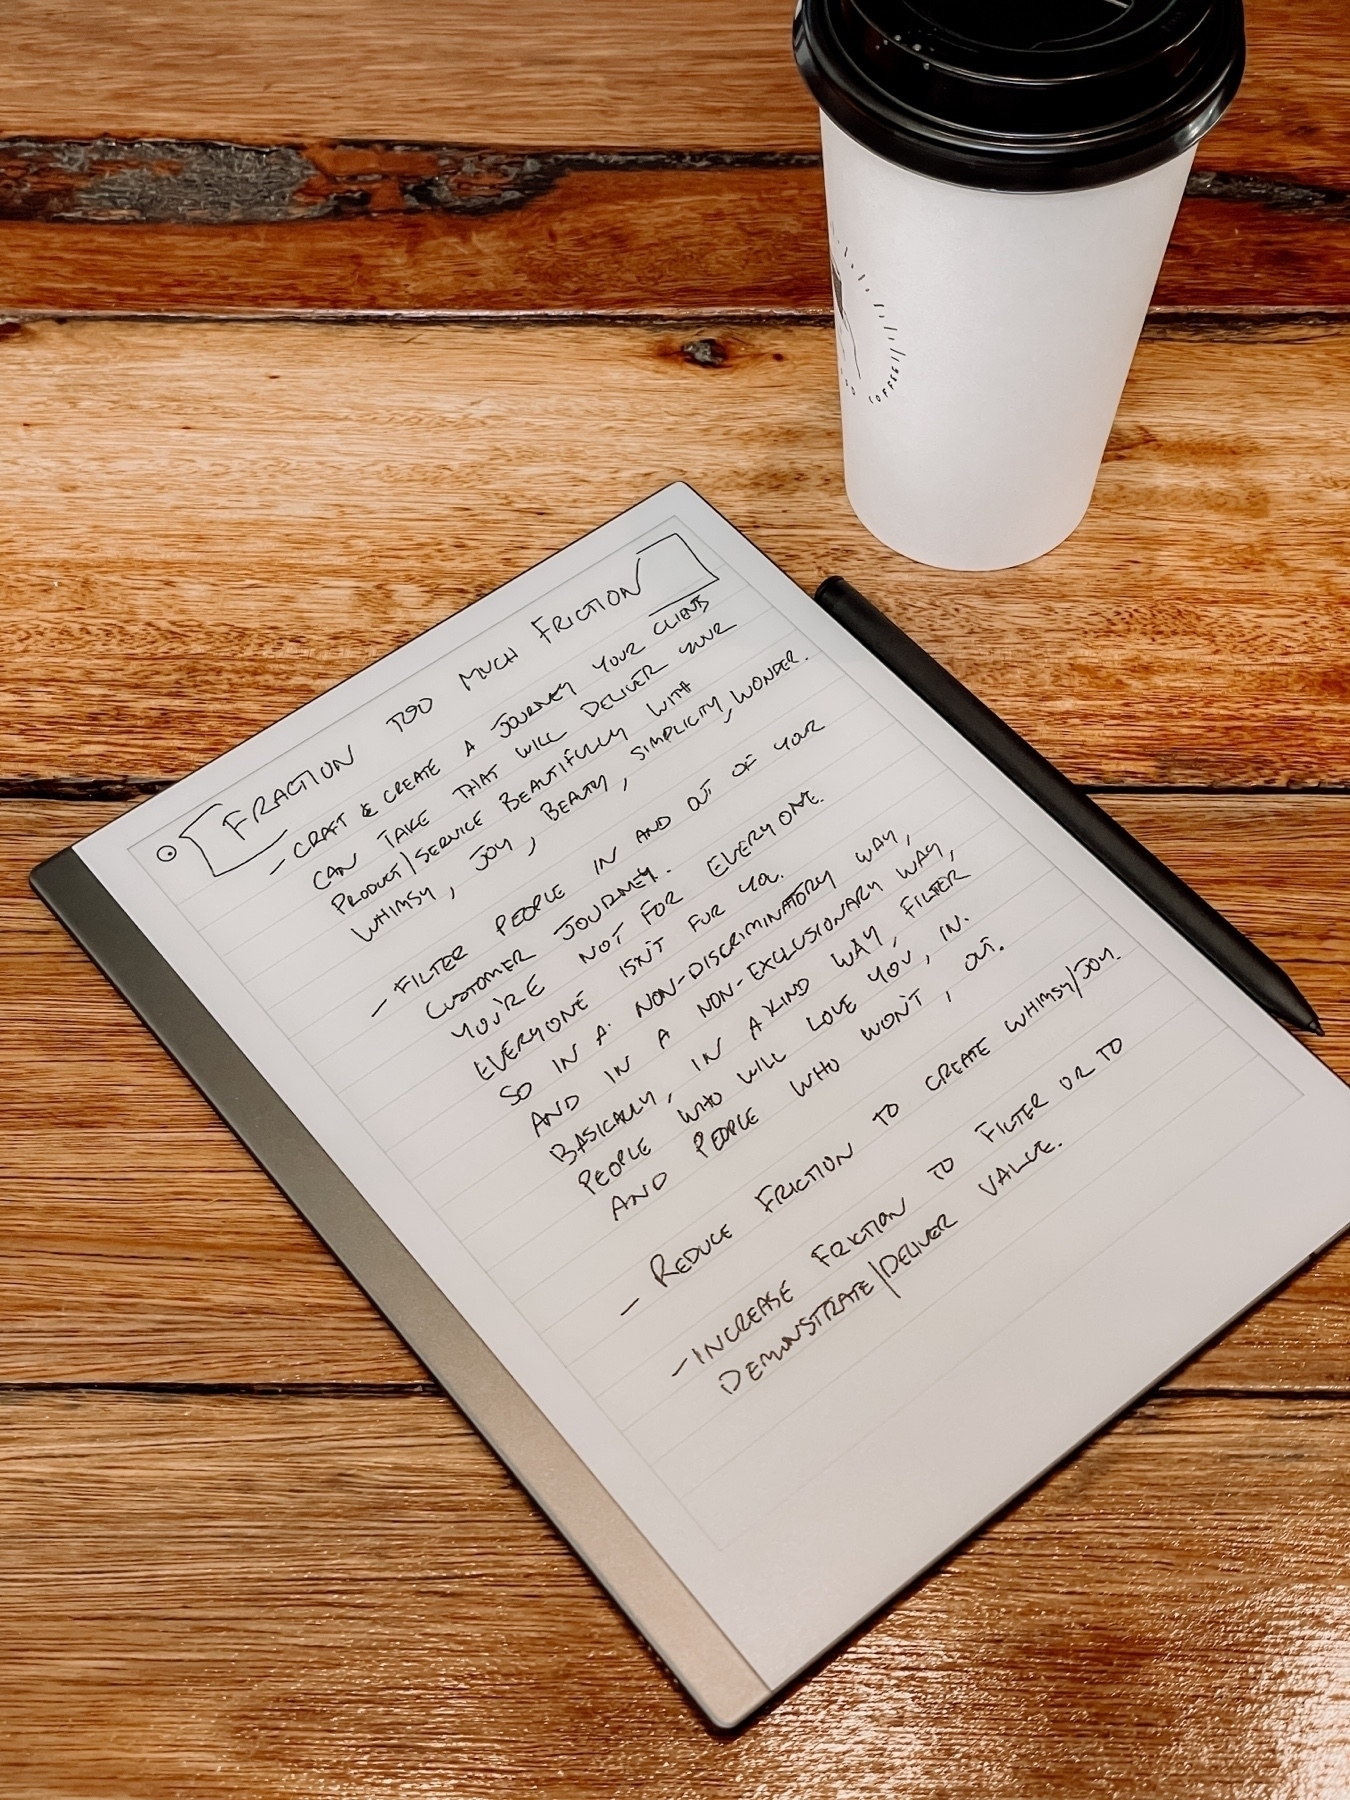 FRACTION TOO MUCH FRICTION
- CRAFT & CREATE A JOURNEY YOUR CLIENTS
CAN TAKE THAT WILL DELIVER YOUR
PRODUCT/SERVICE BEAUTIFULLY WITH
WHIMSY, JOY, BEAUTY, SIMPLICITY, WONDER.
- FILTER PEOPLE IN AND OUT OF YOUR
CUSTOMER JOURNEY.
YOU'RE NOT FOR EVERYONE.
EVERYONE ISN'T FOR YOU.
SO IN A NON-DISCRIMINATORY WAY,
AND IN A NON-EXCLUSIONARY WAY,
BASICALLY, IN A KIND WAY, FILTER
PEOPLE WHO WILL LOVE YOU, IN.
AND PEOPLE WHO WON'T, OUT.
- REDUCE FRICTION TO CREATE WHIMSY/JOY.
- INCREASE FRICTION TO FILTER OR TO
DEMONSTRATE/DELIVER VALUE.